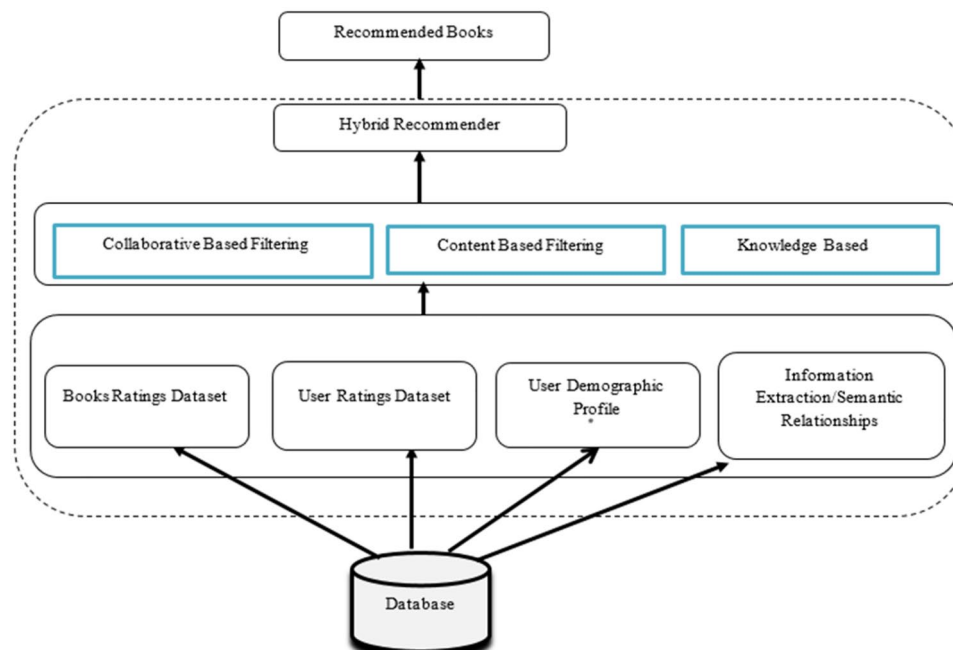 Recommended Books
Hybrid Recommender
Collaborative Based Filtering
Content Based Filtering
Knowledge Based
Books Ratings Dataset
User Ratings Dataset
User Demographic
Profile
*
Information
Extraction/Semantic
Relationships
Database